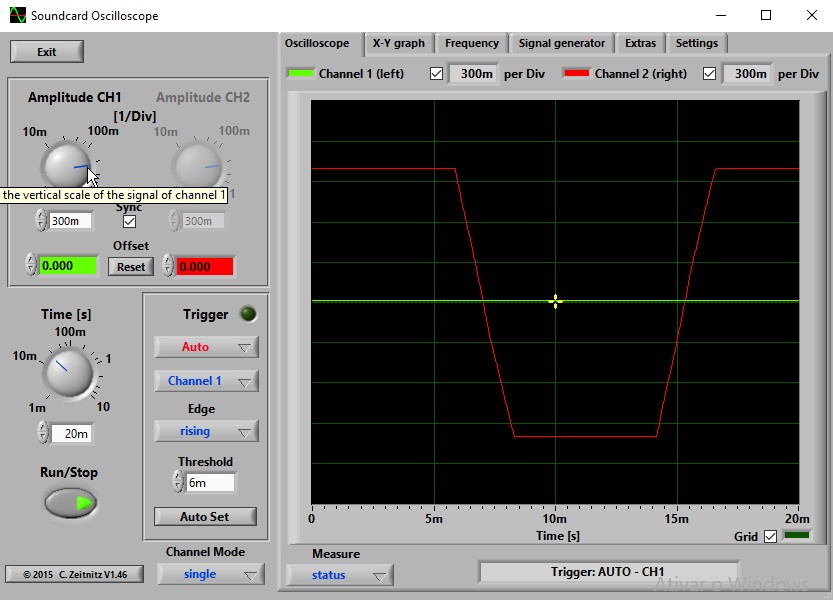 Soundcard Oscilloscope
Exit
Oscilloscope X-Y graph Frequency Signal generator Extras Settings
Channel 1 (left) 300m per Div Channel 2 (right) 300m per Div
Amplitude CH1 Amplitude CH2
[1/Div]
10m 100m 10m 100m
the vertical scale of the signal of channel 1 1
Sync
300m 300m
Offset
0.000 Reset 0.000
Time [s]
100m
10m 1
1m 10
20m
Run/Stop
Trigger
Auto
Channel 1
Edge
rising
Threshold
6m
Auto Set
Channel Mode
single
© 2015 C. Zeitnitz V1.46
0 5m 10m 15m 20m
Time [s]
Grid
Measure
status
Trigger: AUTO - CH1
Ativar o Windows